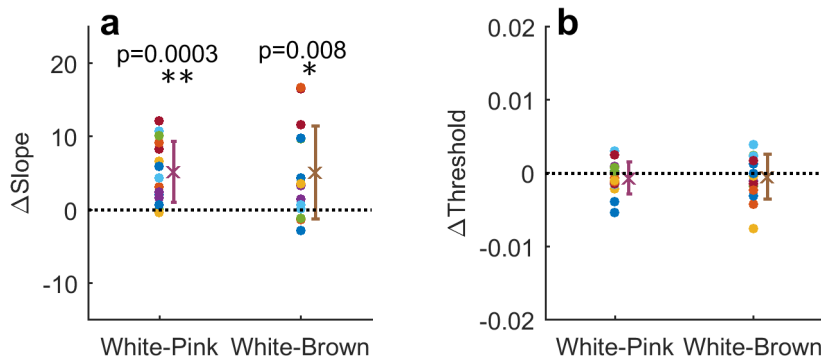 a
p=0.0003
**
p=0.008
*
20
10
0
-10
ΔSlope
White-Pink
White-Brown
b
0.02
0.01
0
-0.01
-0.02
ΔThreshold
White-Pink
White-Brown